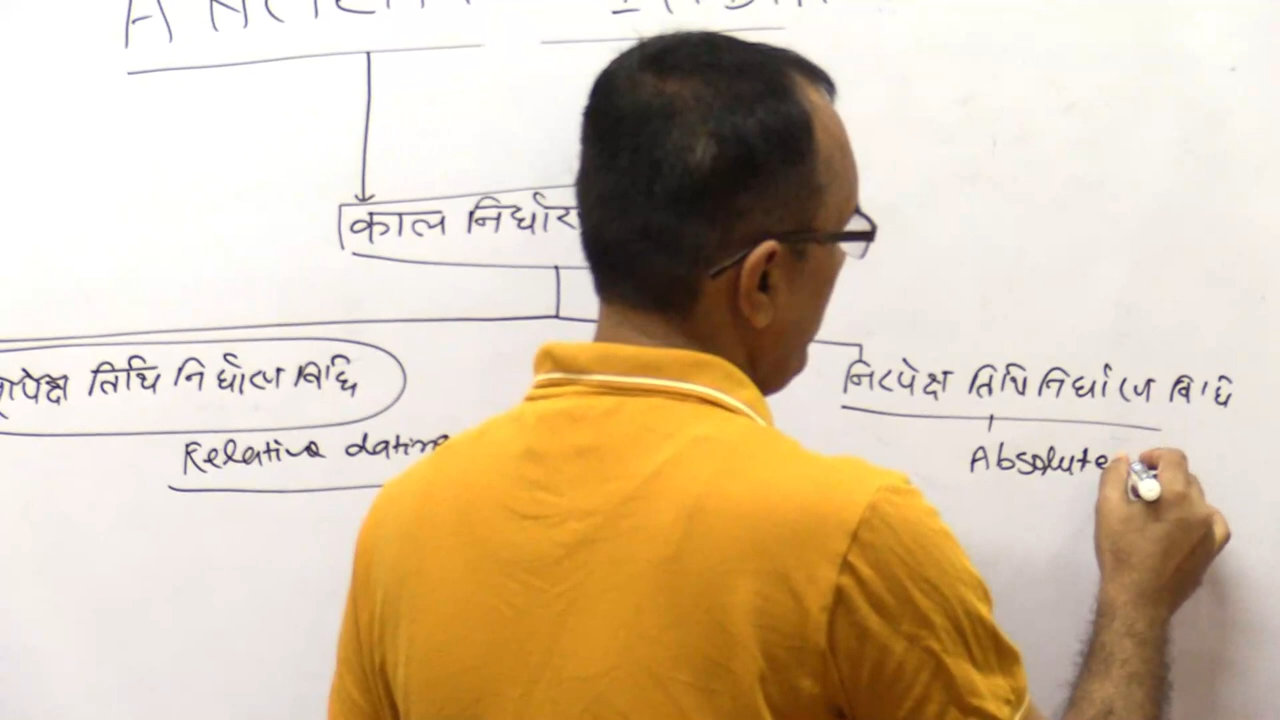 काल निर्धार
सापेक्ष तिथि निर्धारण विधि
Relative dating
निरपेक्ष तिथि निर्धारण विधि
Absolute